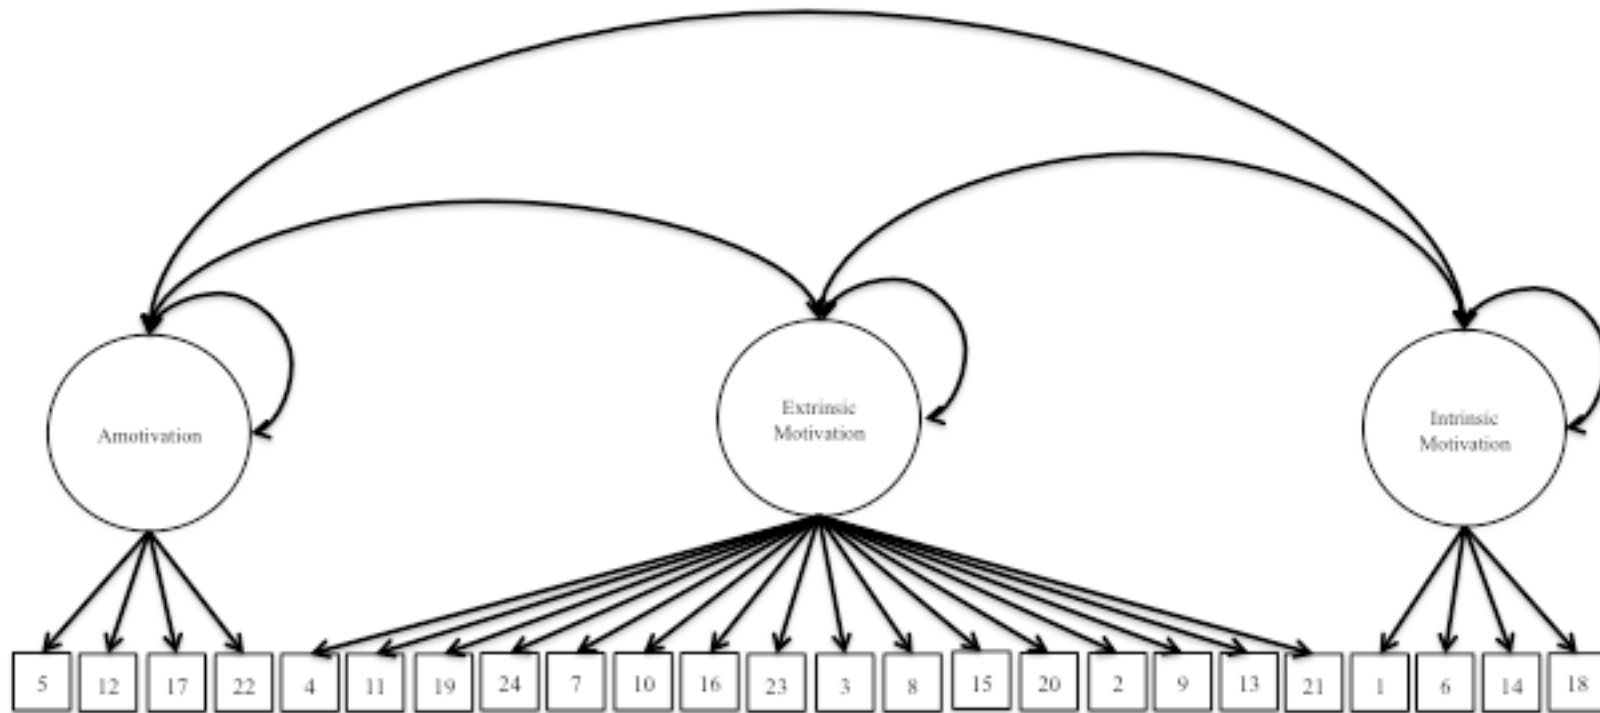 Amotivation
Extrinsic
Motivation
Intrinsic
Motivation
5 12 17 22 4 11 19 24 7 10 16 23 3 8 15 20 2 9 13 21 1 6 14 18